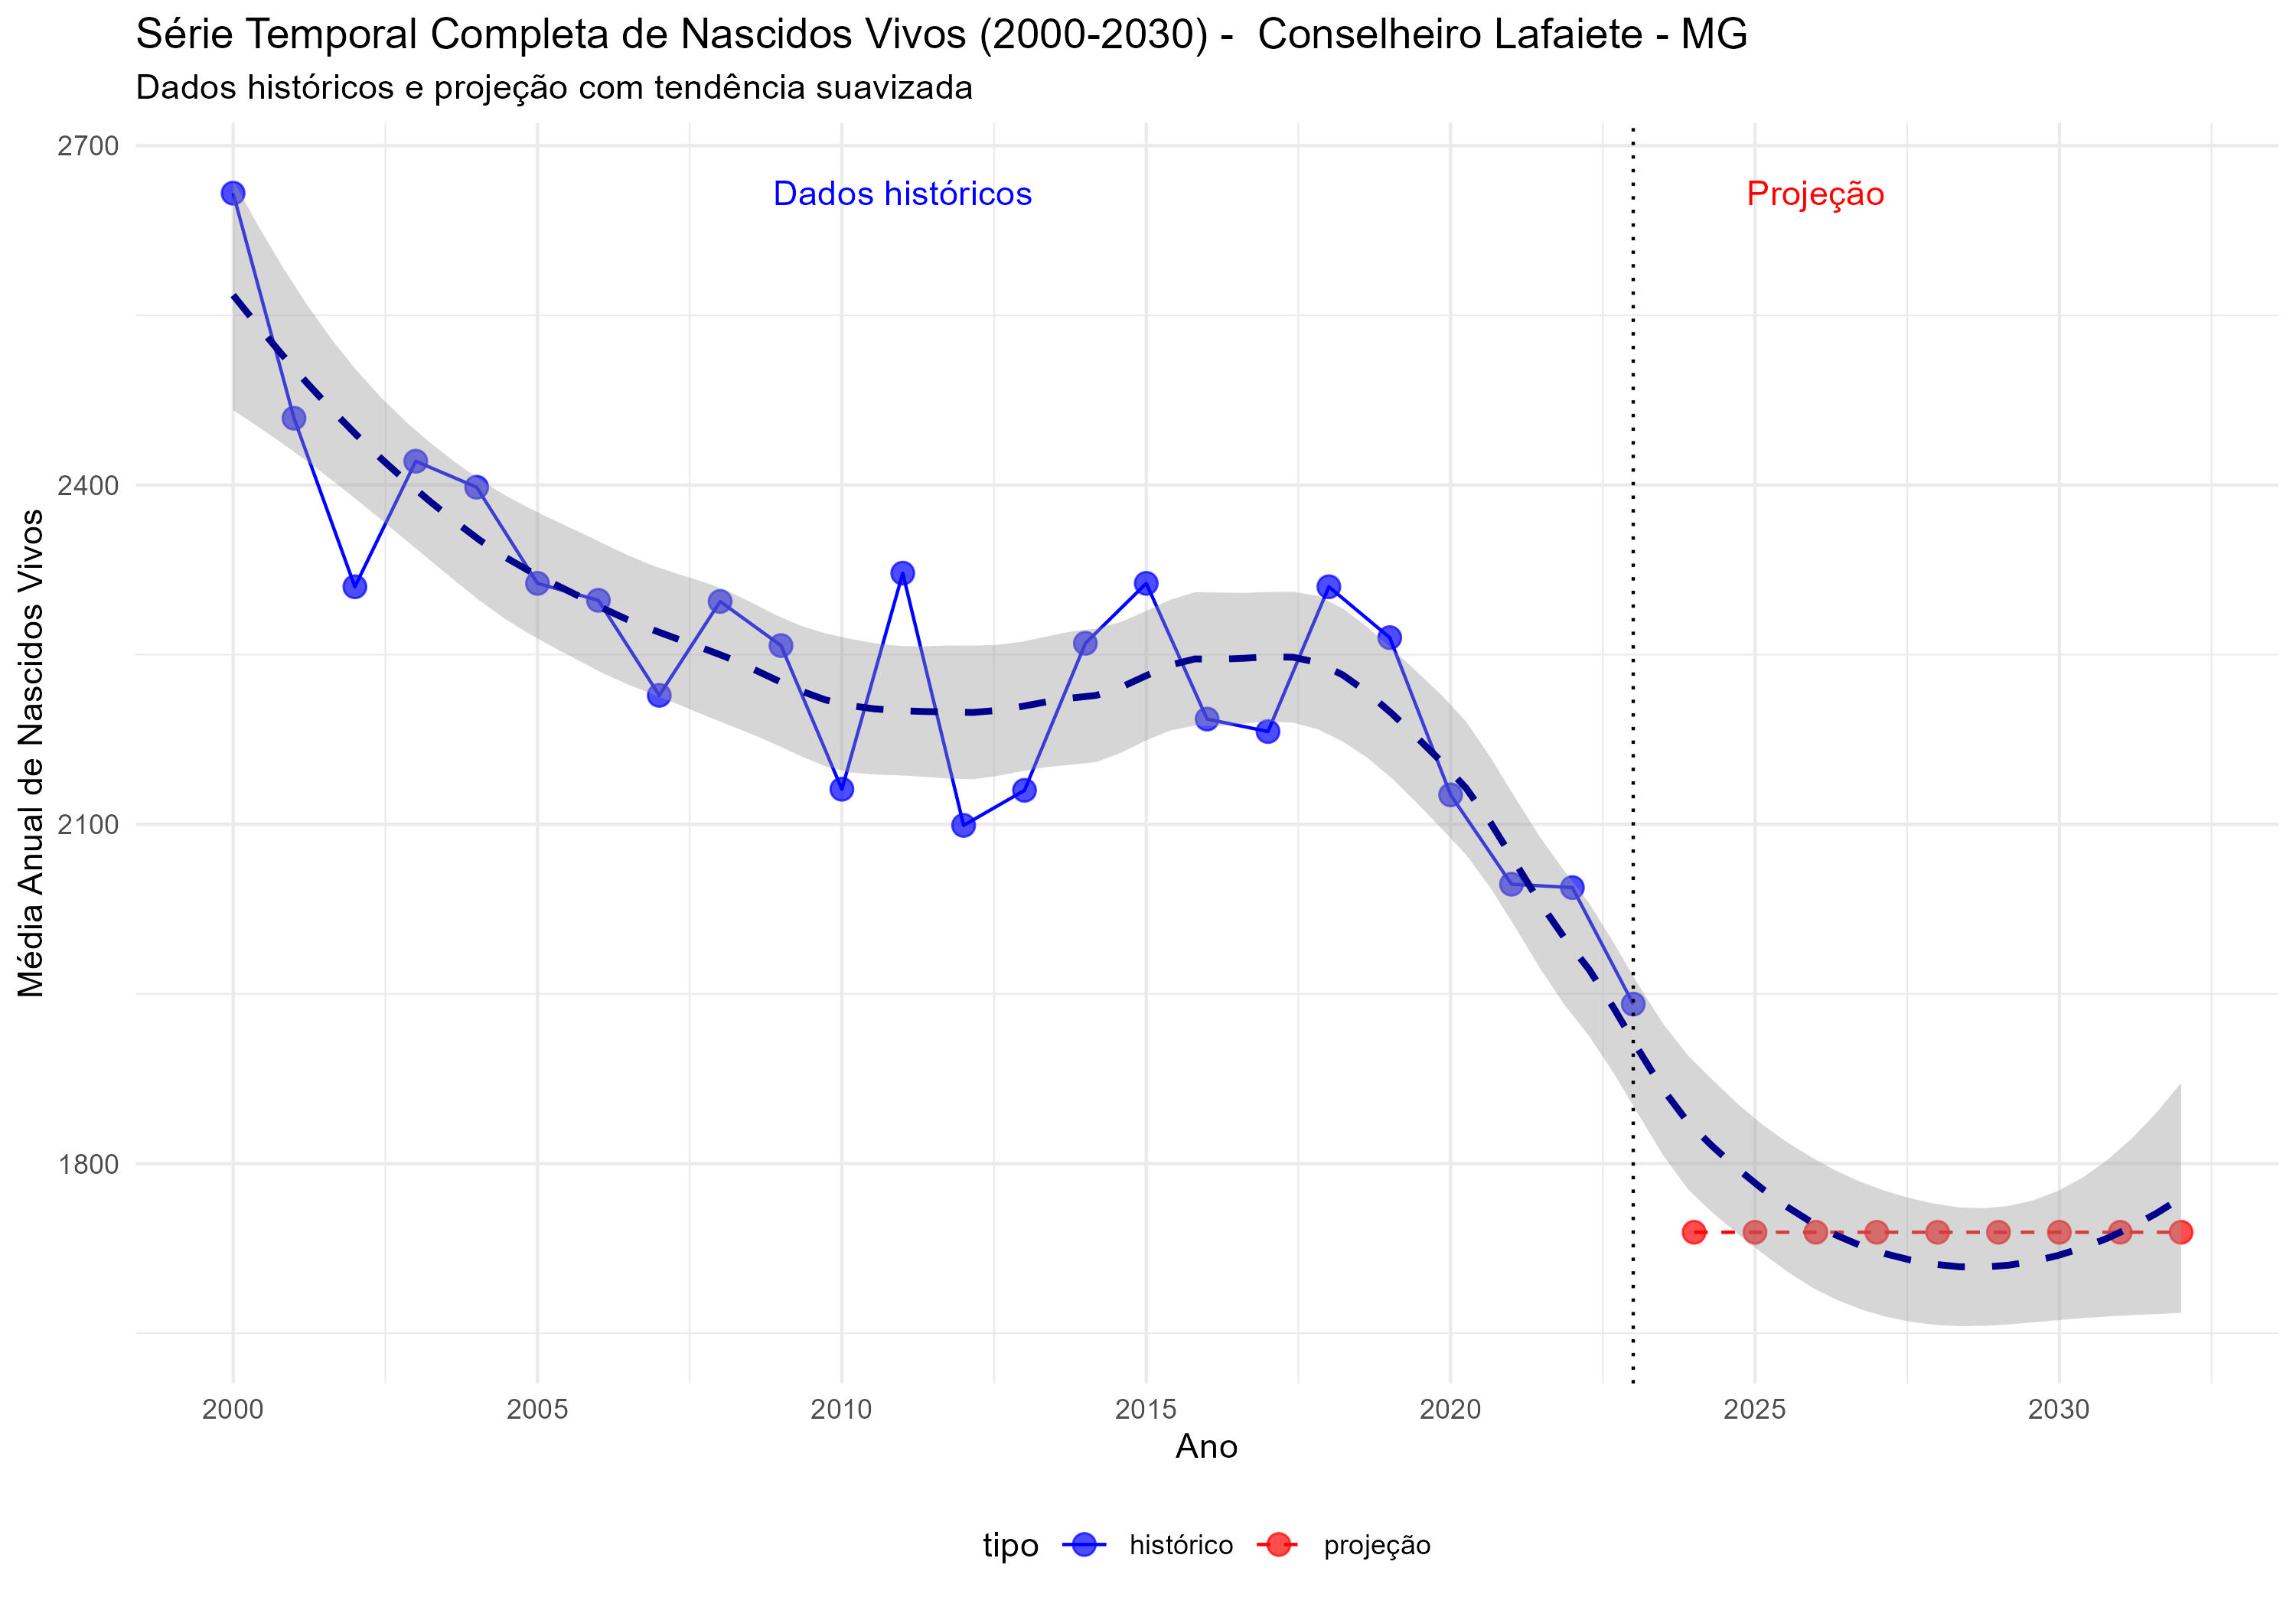 Série Temporal Completa de Nascidos Vivos (2000-2030) -  Conselheiro Lafaiete - MG
Dados históricos e projeção com tendência suavizada
Dados históricos
Projeção
Média Anual de Nascidos Vivos
2700
2400
2100
1800
2000 2005 2010 2015 2020 2025 2030
Ano
tipo histórico projeção